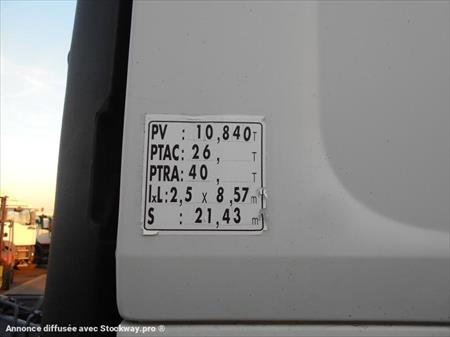 PV : 10,840 T
PTAC: 26, T
PTRA: 40, T
lxL: 2,5 x 8,57 m
S : 21,43 m²
Annonce diffusée avec Stockway.pro ®